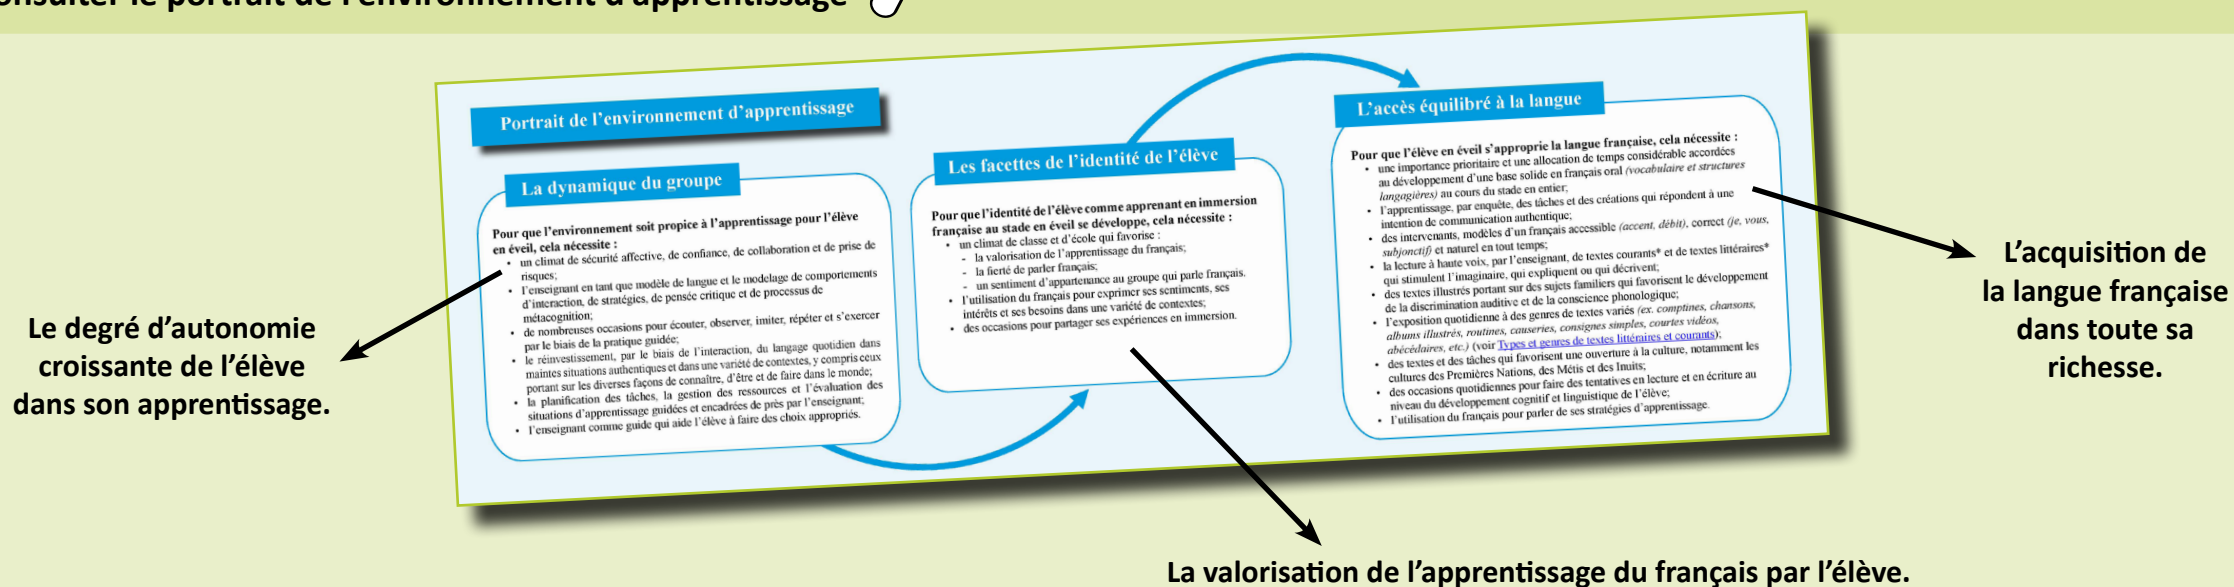 onsulter le portrait de l'environnement d'apprentissage
Portrait de l'environnement d'apprentissage
La dynamique du groupe
Pour que l'environnement soit propice à l'apprentissage pour l'élève
en éveil, cela nécessite :
• un climat de sécurité affective, de confiance, de collaboration et de prise de
risques;
• l'enseignant en tant que modèle de langue et le modelage de comportements
d'interaction, de stratégies, de pensée critique et de processus de
métacognition;
• de nombreuses occasions pour écouter, observer, imiter, répéter et s'exercer
par le biais de la pratique guidée;
• le réinvestissement, par le biais de l'interaction, du langage quotidien dans
maintes situations authentiques et dans une variété de contextes, y compris ceux
portant sur les diverses façons de connaître, d'être et de faire dans le monde;
• la planification des tâches, la gestion des ressources et l'évaluation des
situations d'apprentissage guidées et encadrées de près par l'enseignant;
• l'enseignant comme guide qui aide l'élève à faire des choix appropriés.
Les facettes de l'identité de l'élève
Pour que l'identité de l'élève comme apprenant en immersion
française au stade en éveil se développe, cela nécessite :
• un climat de classe et d'école qui favorise :
- la valorisation de l'apprentissage du français;
- la fierté de parler français;
- un sentiment d'appartenance au groupe qui parle français.
• l'utilisation du français pour exprimer ses sentiments, ses
intérêts et ses besoins dans une variété de contextes;
• des occasions pour partager ses expériences en immersion.
L'accès équilibré à la langue
Pour que l'élève en éveil s'approprie la langue française, cela nécessite :
• une importance prioritaire et une allocation de temps considérable accordées
au développement d'une base solide en français oral (vocabulaire et structures
langagières) au cours du stade en entier;
• l'apprentissage, par enquête, des tâches et des créations qui répondent à une
intention de communication authentique;
• des intervenants, modèles d'un français accessible (accent, débit), correct (je, vous,
subjonctif) et naturel en tout temps;
• la lecture à haute voix, par l'enseignant, de textes courants* et de textes littéraires*
qui stimulent l'imaginaire, qui expliquent ou qui décrivent;
• des textes illustrés portant sur des sujets familiers qui favorisent le développement
de la discrimination auditive et de la conscience phonologique;
• l'exposition quotidienne à des genres de textes variés (ex. comptines, chansons,
albums illustrés, routines, causeries, consignes simples, courtes vidéos,
abécédaires, etc.) (voir Types et genres de textes littéraires et courants);
• des textes et des tâches qui favorisent une ouverture à la culture, notamment les
cultures des Premières Nations, des Métis et des Inuits;
• des occasions quotidiennes pour faire des tentatives en lecture et en écriture au
niveau du développement cognitif et linguistique de l'élève;
• l'utilisation du français pour parler de ses stratégies d'apprentissage.
Le degré d'autonomie
croissante de l'élève
dans son apprentissage.
L'acquisition de
la langue française
dans toute sa
richesse.
La valorisation de l'apprentissage du français par l'élève.